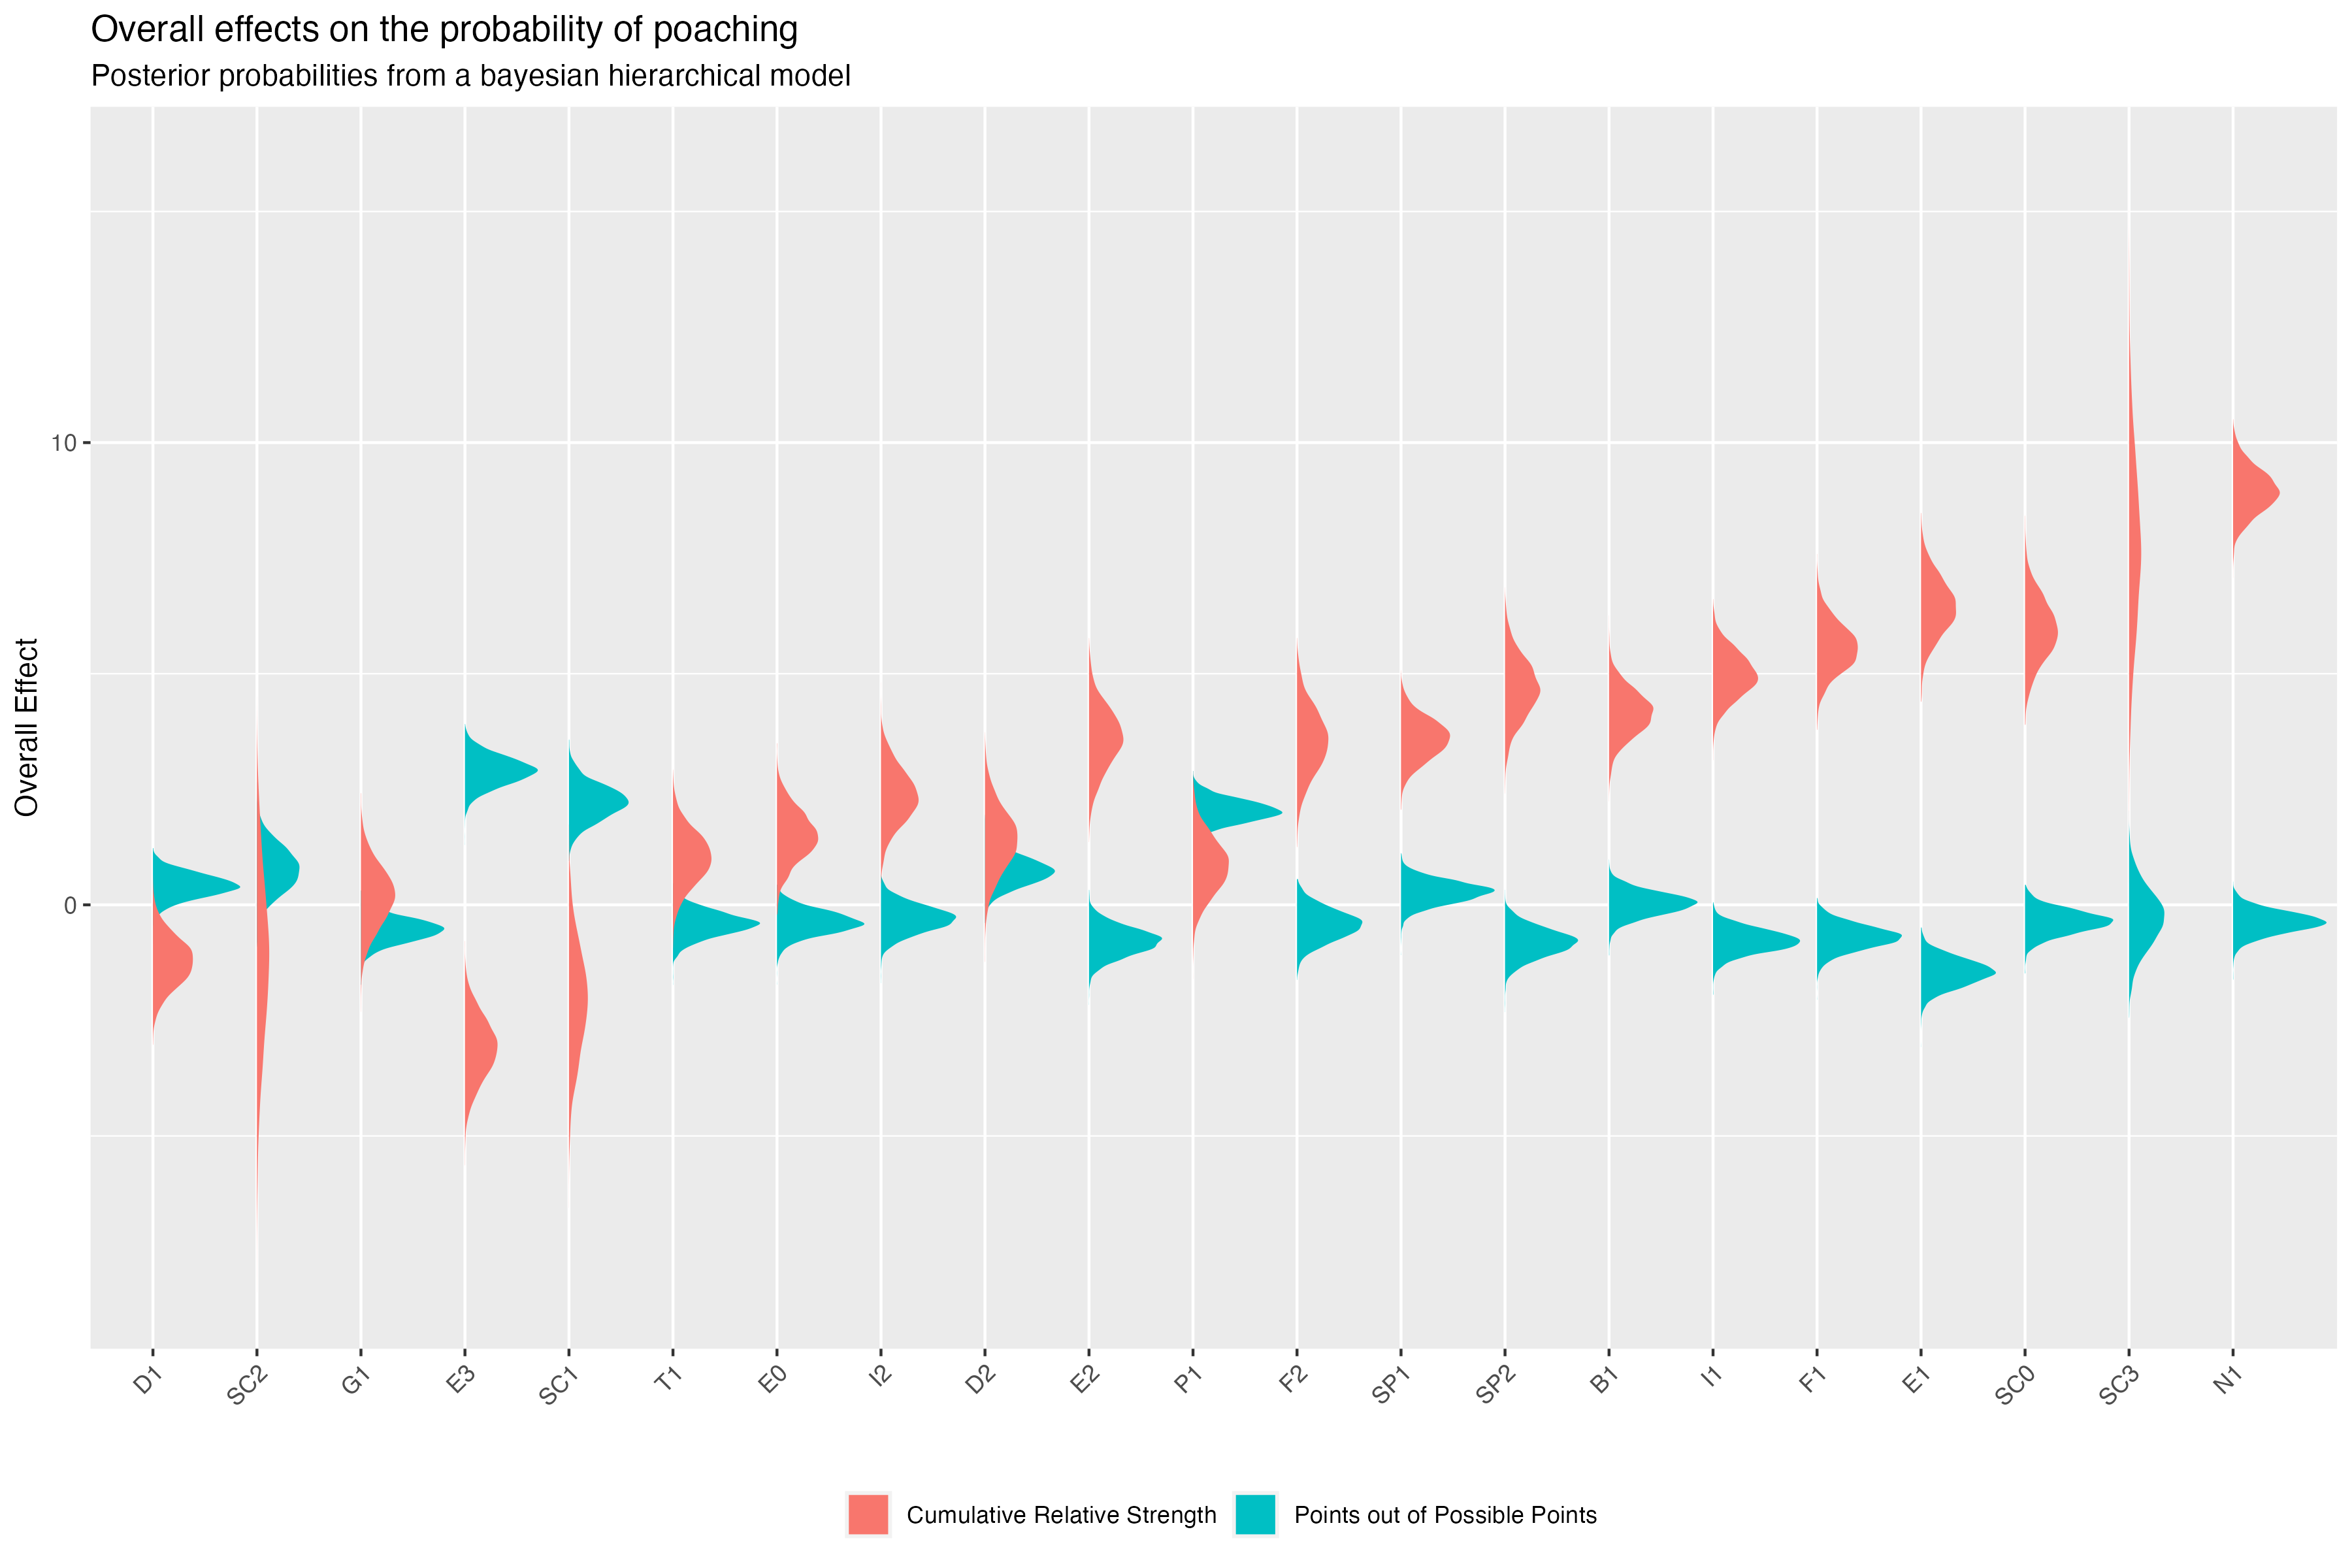 Overall effects on the probability of poaching
Posterior probabilities from a bayesian hierarchical model
Overall Effect
10
0
D1 SC2 G1 E3 SC1 T1 E0 I2 D2 E2 P1 F2 SP1 SP2 B1 I1 F1 E1 SC0 SC3 N1
Cumulative Relative Strength Points out of Possible Points